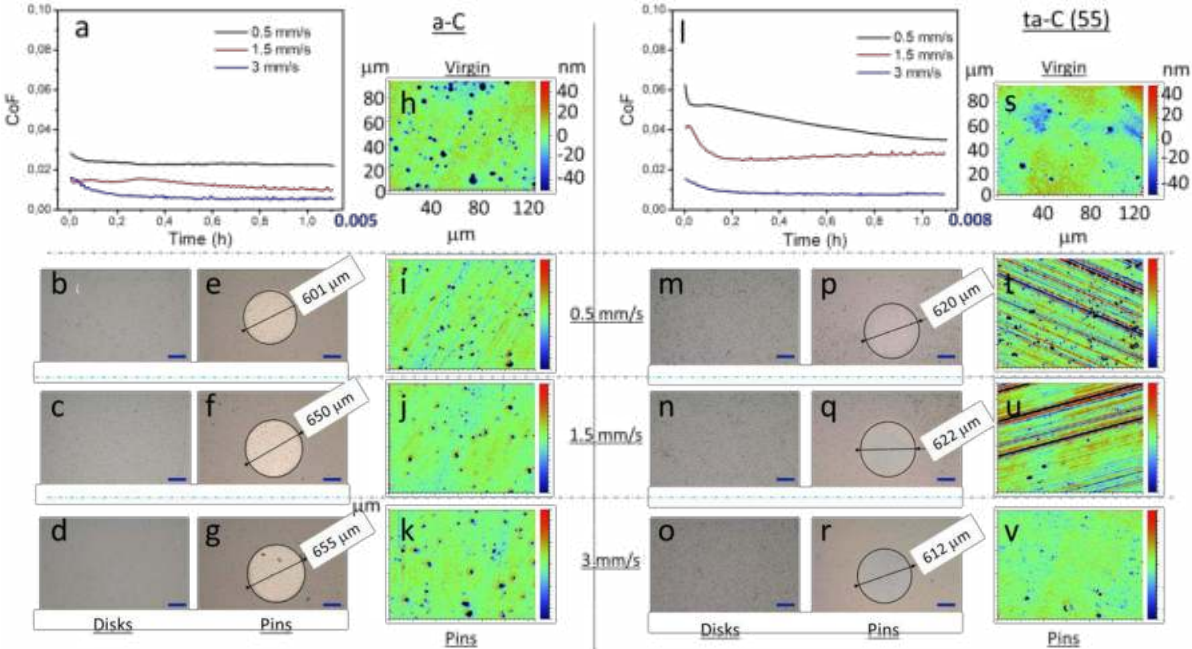 a
a-C
0.5 mm/s
1.5 mm/s
3 mm/s
CoF
0,10
0,08
0,06
0,04
0,02
0,00
0,0 0,2 0,4 0,6 0,8 1,0
0.005
Time (h)
μm
Virgin
nm
h
80
60
40
20
0
40
20
0
-20
-40
40 80 120
μm
l
ta-C (55)
0.5 mm/s
1.5 mm/s
3 mm/s
CoF
0,10
0,08
0,06
0,04
0,02
0,00
0,0 0,2 0,4 0,6 0,8 1,0
0.008
Time (h)
μm
Virgin
nm
s
80
60
40
20
0
40
20
0
-20
-40
40 80 120
μm
b
e
601 μm
i
0.5 mm/s
m
p
620 μm
t
c
f
650 μm
j
1.5 mm/s
n
q
622 μm
u
μm
d
g
655 μm
k
3 mm/s
o
r
612 μm
v
Disks
Pins
Pins
Disks
Pins
Pins